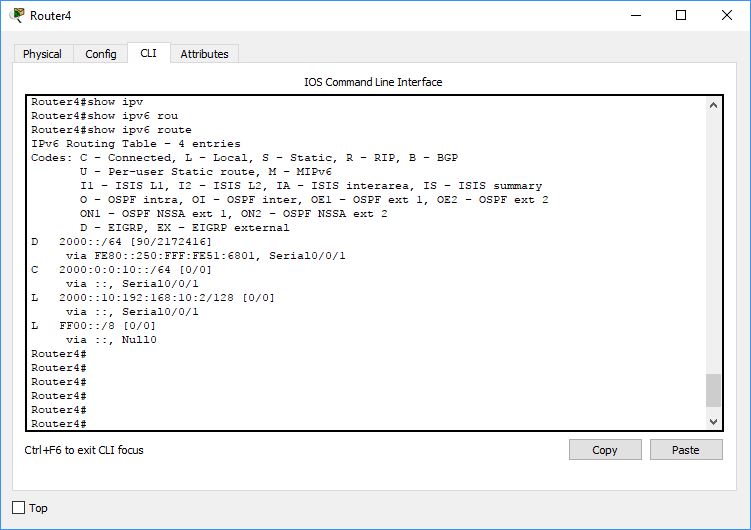 Router4
Physical Config CLI Attributes
IOS Command Line Interface
Router4#show ipv
Router4#show ipv6 rou
Router4#show ipv6 route
IPv6 Routing Table - 4 entries
Codes: C - Connected, L - Local, S - Static, R - RIP, B - BGP
U - Per-user Static route, M - MIPv6
I1 - ISIS L1, I2 - ISIS L2, IA - ISIS interarea, IS - ISIS summary
O - OSPF intra, OI - OSPF inter, OE1 - OSPF ext 1, OE2 - OSPF ext 2
ON1 - OSPF NSSA ext 1, ON2 - OSPF NSSA ext 2
D - EIGRP, EX - EIGRP external
D 2000::/64 [90/2172416]
via FE80::250:FFF:FE51:6801, Serial0/0/1
C 2000:0:0:10::/64 [0/0]
via ::, Serial0/0/1
L 2000::10:192:168:10:2/128 [0/0]
via ::, Serial0/0/1
L FF00::/8 [0/0]
via ::, Null0
Router4#
Router4#
Router4#
Router4#
Router4#
Router4#
Ctrl+F6 to exit CLI focus
Copy Paste
Top